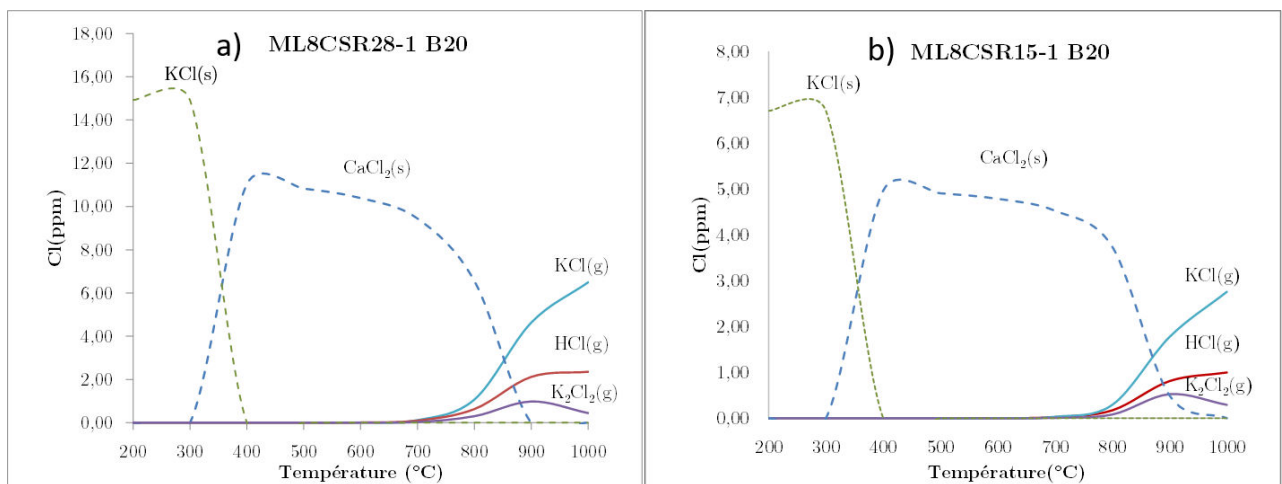 a) ML8CSR28-1 B20
18,00
16,00
14,00
12,00
10,00
8,00
6,00
4,00
2,00
0,00
Cl(ppm)
KCl(s)
CaCl₂(s)
KCl(g)
HCl(g)
K₂Cl₂(g)
200 300 400 500 600 700 800 900 1000
Température (°C)
b) ML8CSR15-1 B20
8,00
7,00
6,00
5,00
4,00
3,00
2,00
1,00
0,00
Cl(ppm)
KCl(s)
CaCl₂(s)
KCl(g)
HCl(g)
K₂Cl₂(g)
200 300 400 500 600 700 800 900 1000
Température(°C)